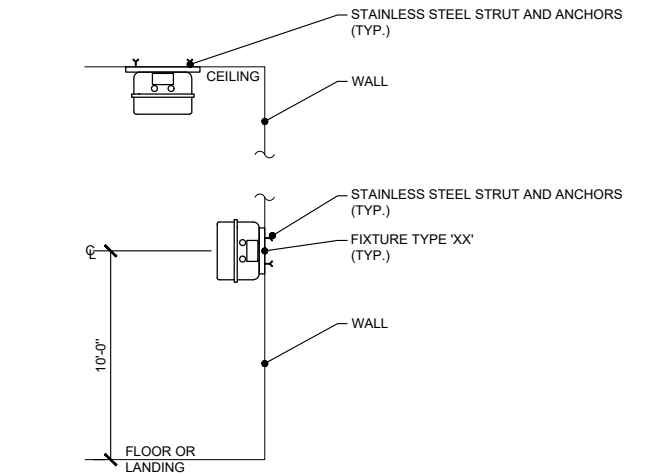 STAINLESS STEEL STRUT AND ANCHORS
(TYP.)
CEILING
WALL
STAINLESS STEEL STRUT AND ANCHORS
(TYP.)
FIXTURE TYPE 'XX'
(TYP.)
℄
10'-0"
WALL
FLOOR OR
LANDING